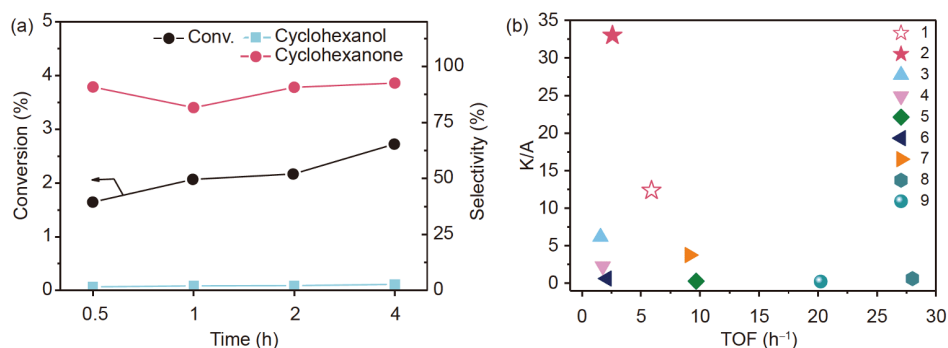 (a)
Conv.
Cyclohexanol
Cyclohexanone
Conversion (%)
5
4
3
2
1
0
Selectivity (%)
100
75
50
25
0
0.5 1 2 4
Time (h)
(b)
K/A
35
30
25
20
15
10
5
0
1
2
3
4
5
6
7
8
9
0 5 10 15 20 25 30
TOF (h⁻¹)